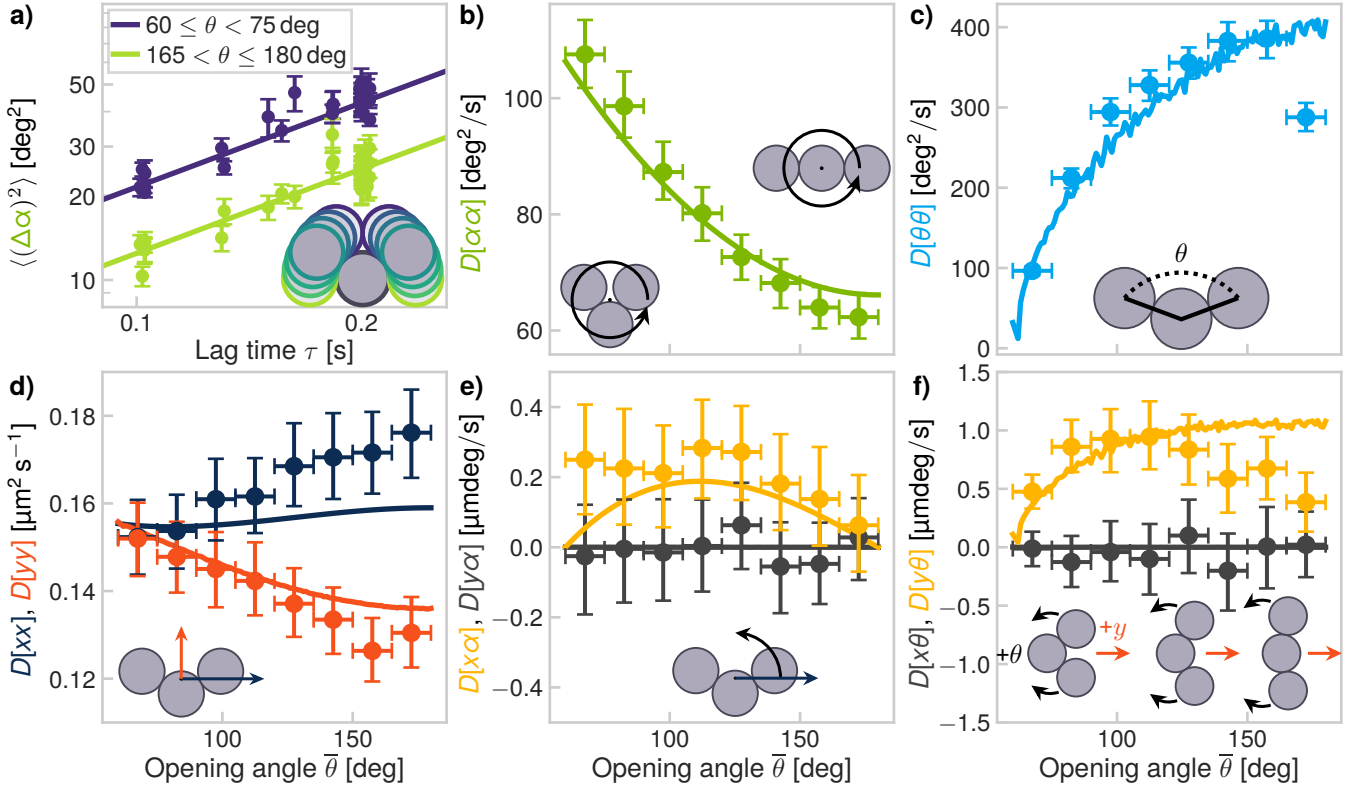 a)
60 ≤ θ < 75 deg
165 < θ ≤ 180 deg
⟨(Δα)²⟩ [deg²]
50
30
20
10
0.1
0.2
Lag time τ [s]
b)
D[αα] [deg²/s]
100
80
60
c)
D[θθ] [deg²/s]
400
300
200
100
0
θ
d)
D[xx], D[yy] [µm² s⁻¹]
0.18
0.16
0.14
0.12
100
150
Opening angle θ̅ [deg]
e)
D[xα], D[yα] [µmdeg/s]
0.4
0.2
0.0
−0.2
−0.4
100
150
Opening angle θ̅ [deg]
f)
D[xθ], D[yθ] [µmdeg/s]
1.5
1.0
0.5
0.0
−0.5
−1.0
−1.5
+θ
+y
100
150
Opening angle θ̅ [deg]